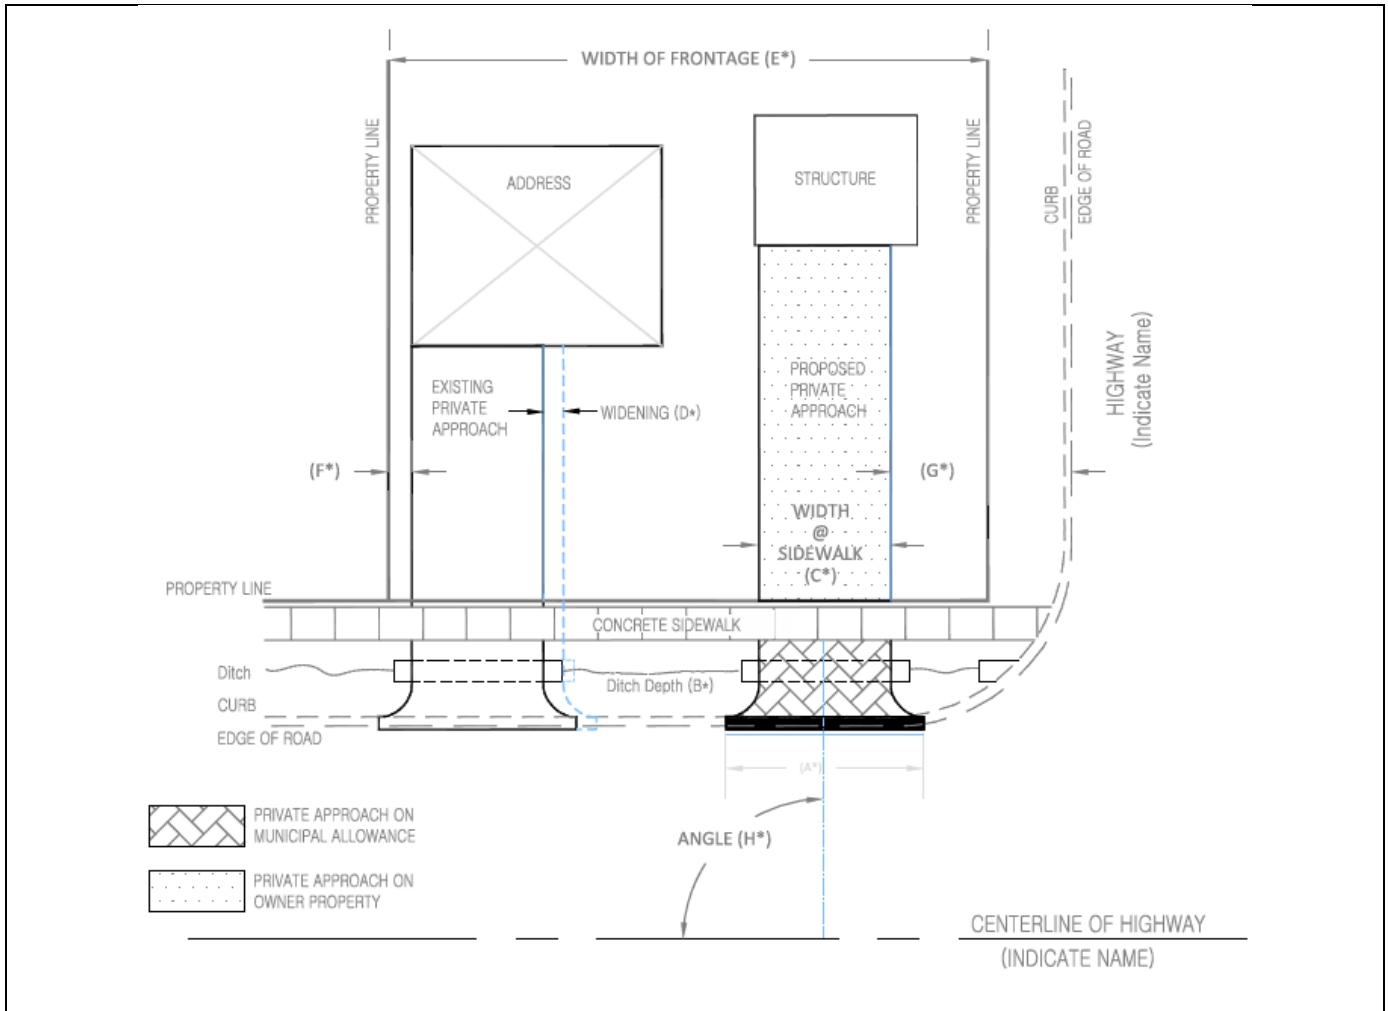 WIDTH OF FRONTAGE (E*)
PROPERTY LINE
ADDRESS
STRUCTURE
PROPERTY LINE
CURB
EDGE OF ROAD
HIGHWAY
(Indicate Name)
EXISTING
PRIVATE
APPROACH
WIDENING (D*)
PROPOSED
PRIVATE
APPROACH
(F*)
(G*)
WIDTH
@
SIDEWALK
(C*)
PROPERTY LINE
CONCRETE SIDEWALK
Ditch
Ditch Depth (B*)
CURB
EDGE OF ROAD
(A*)
PRIVATE APPROACH ON
MUNICIPAL ALLOWANCE
ANGLE (H*)
PRIVATE APPROACH ON
OWNER PROPERTY
CENTERLINE OF HIGHWAY
(INDICATE NAME)